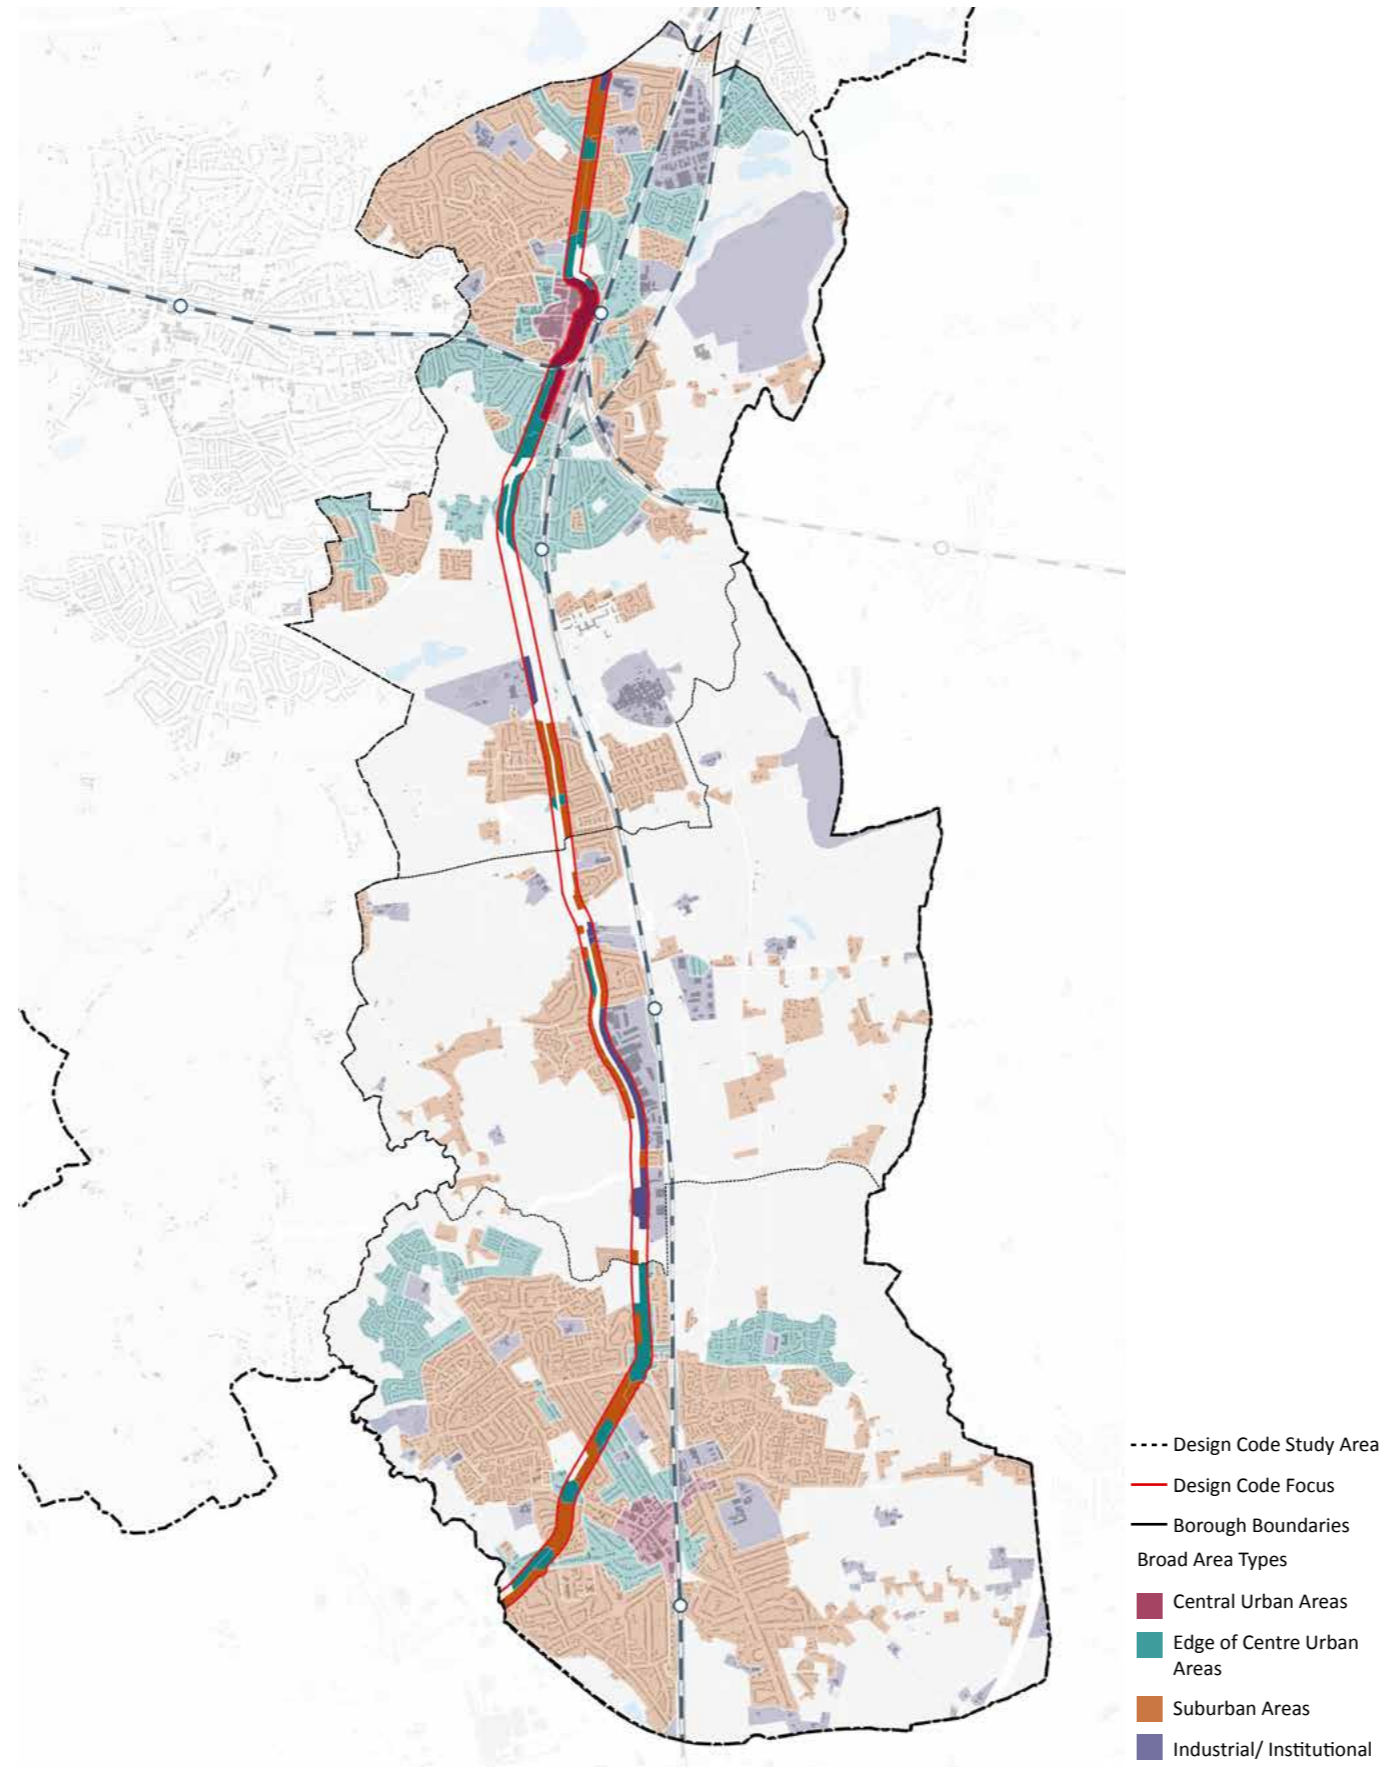 Design Code Study Area
Design Code Focus
Borough Boundaries
Broad Area Types
Central Urban Areas
Edge of Centre Urban
Areas
Suburban Areas
Industrial/ Institutional